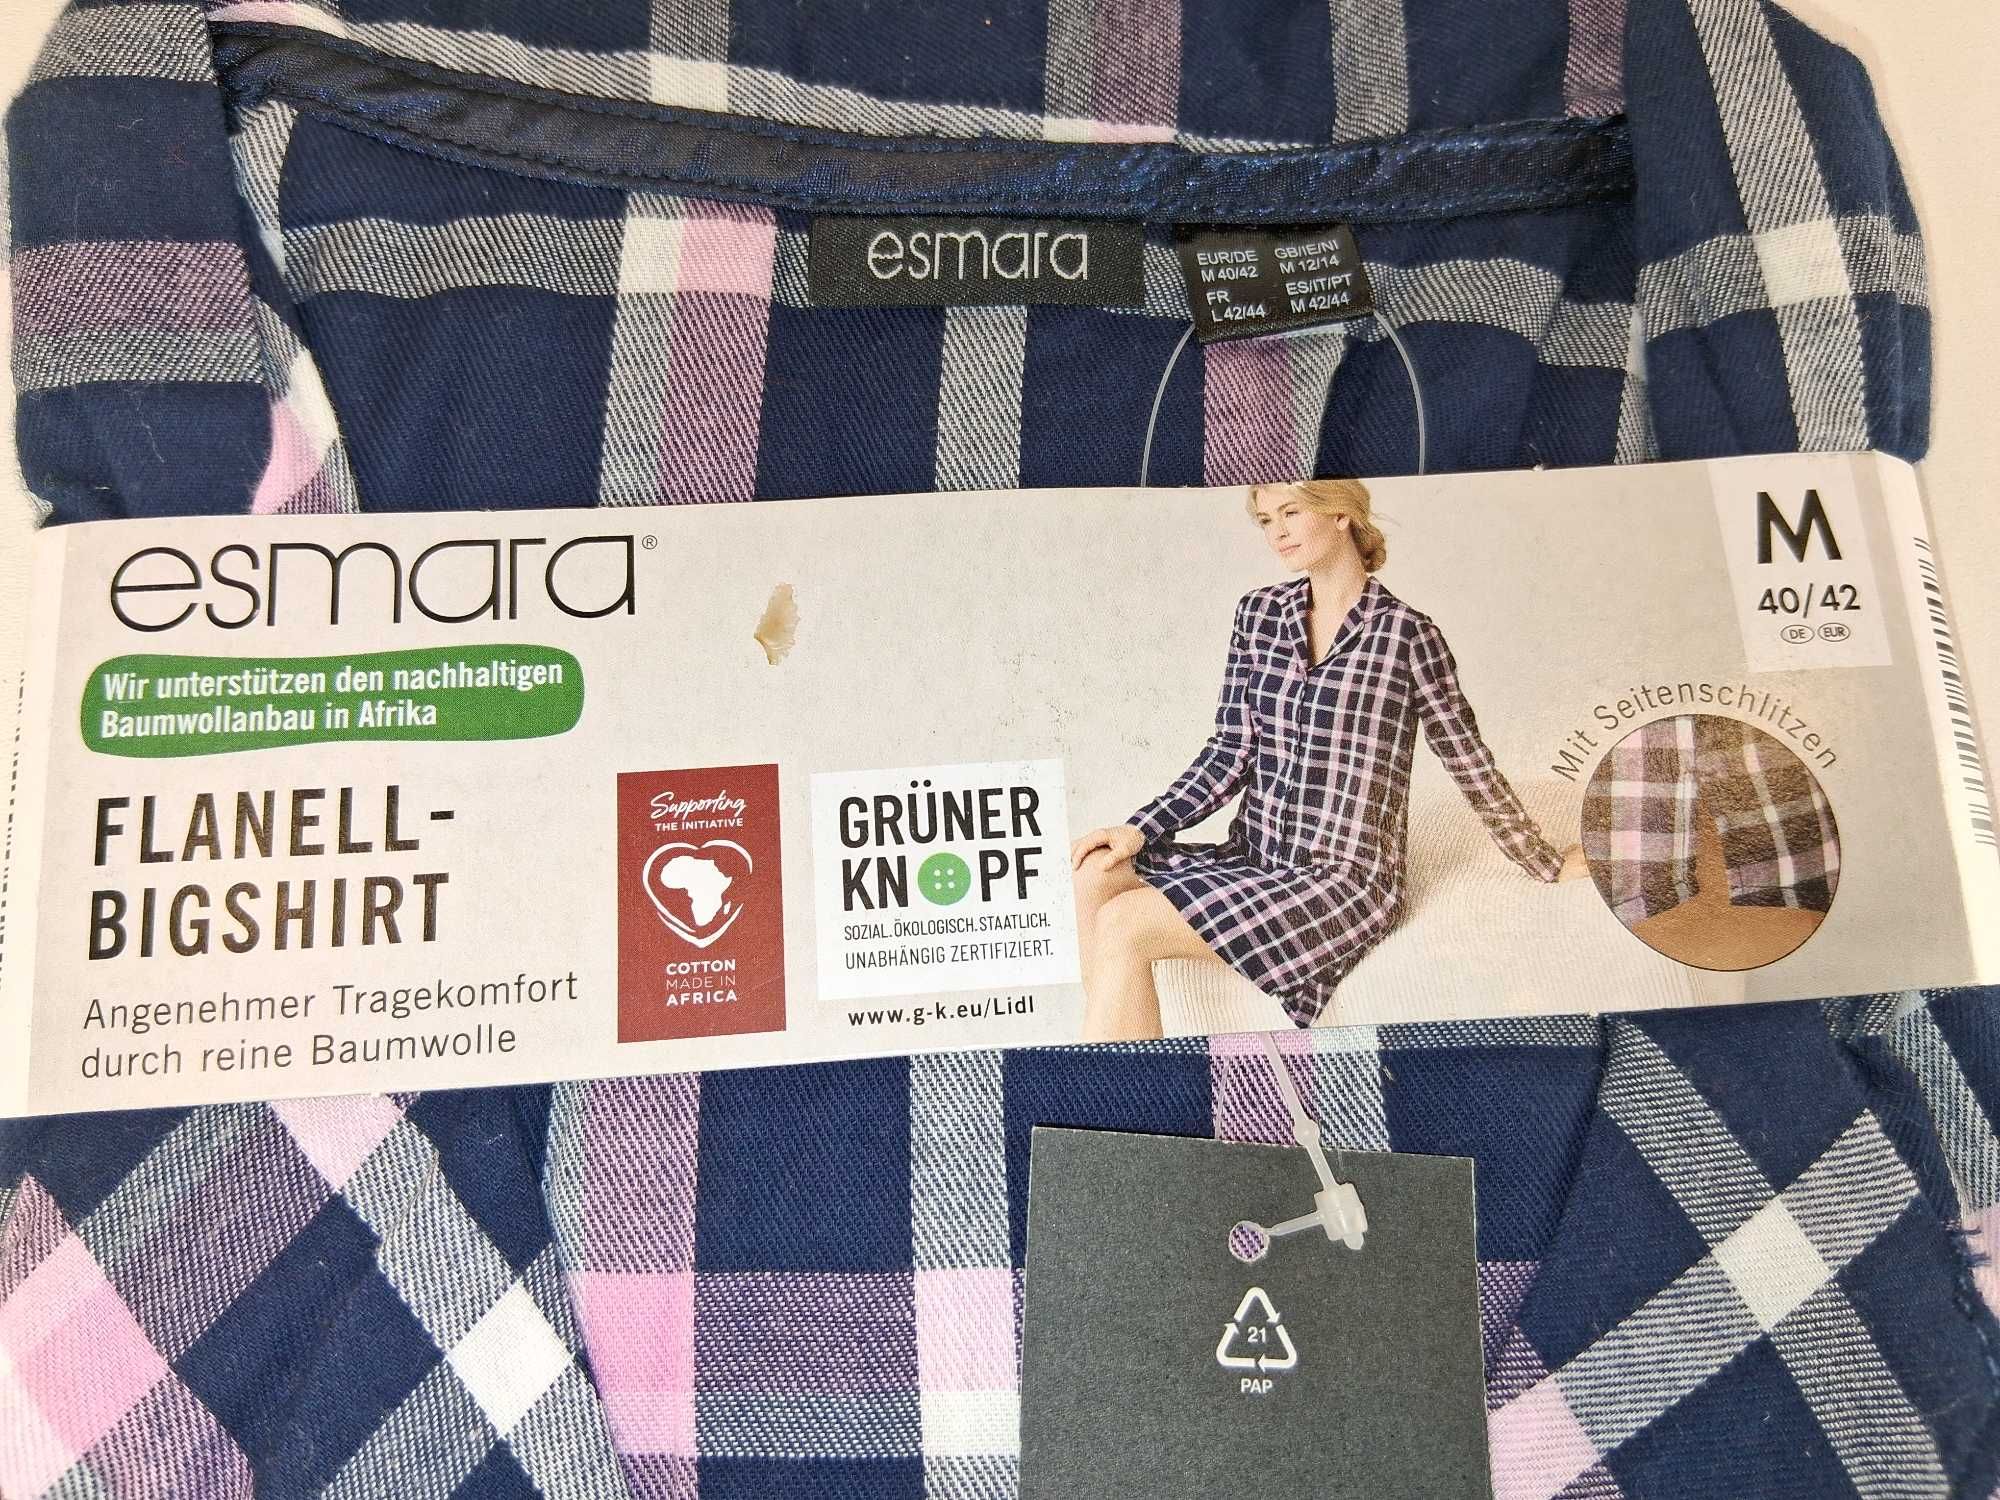 esmara
EUR/DE GB/IE/NI
M 40/42 M 12/14
FR ES/IT/PT
L 42/44 M 42/44
esmara®
Wir unterstützen den nachhaltigen
Baumwollanbau in Afrika
FLANELL-
BIGSHIRT
Angenehmer Tragekomfort
durch reine Baumwolle
Supporting
THE INITIATIVE
COTTON
MADE IN
AFRICA
GRÜNER
KNOPF
SOZIAL. ÖKOLOGISCH. STAATLICH.
UNABHÄNGIG ZERTIFIZIERT.
www.g-k.eu/Lidl
M
40/42
DE EUR
Mit Seitenschlitzen
21
PAP